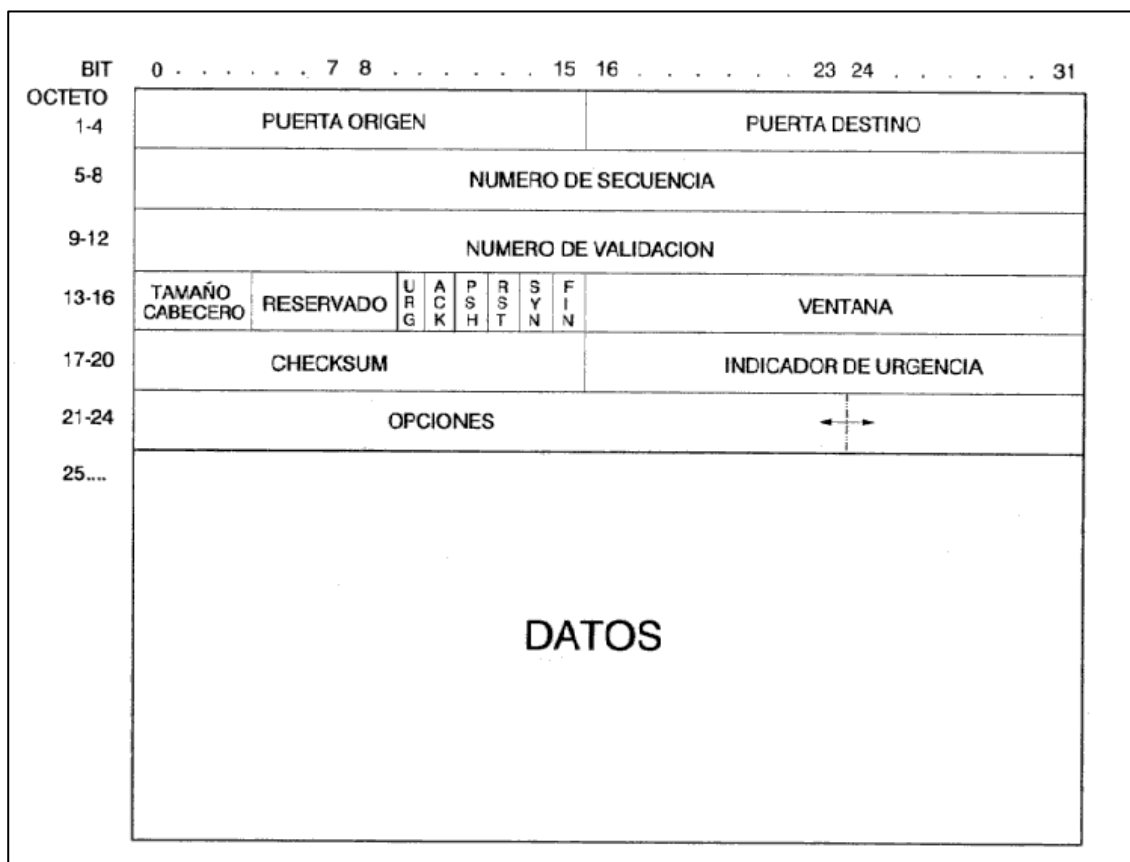 BIT 0 . . . . . . 7 8 . . . . . . 15 16 . . . . . . 23 24 . . . . . . 31
OCTETO
1-4 PUERTA ORIGEN PUERTA DESTINO
5-8 NUMERO DE SECUENCIA
9-12 NUMERO DE VALIDACION
13-16 TAMAÑO CABECERO RESERVADO URG ACK PSH RST SYN FIN VENTANA
17-20 CHECKSUM INDICADOR DE URGENCIA
21-24 OPCIONES
25....
DATOS